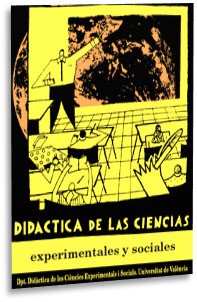 DIDACTICA DE LAS CIENCIAS
experimentales y sociales
Dpt. Didàctica de les Ciències Experimentals i Socials. Universitat de València